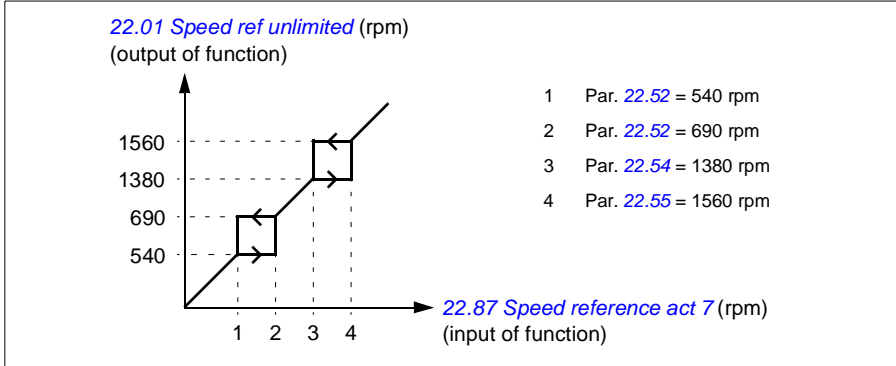 22.01 Speed ref unlimited (rpm)
(output of function)
1 Par. 22.52 = 540 rpm
2 Par. 22.52 = 690 rpm
3 Par. 22.54 = 1380 rpm
4 Par. 22.55 = 1560 rpm
1560
1380
690
540
22.87 Speed reference act 7 (rpm)
(input of function)
1 2 3 4